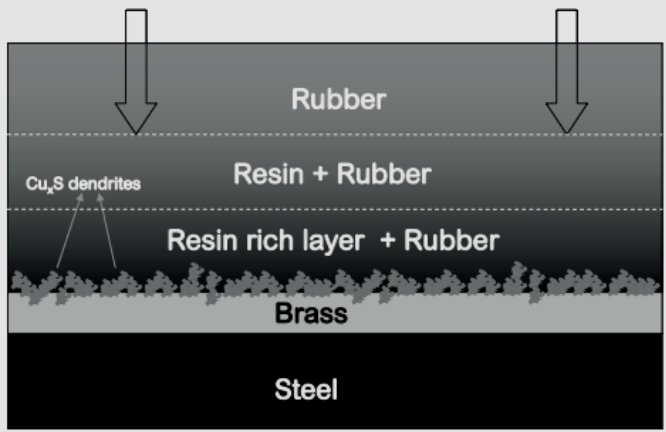 Rubber
Resin + Rubber
CuₓS dendrites
Resin rich layer + Rubber
Brass
Steel